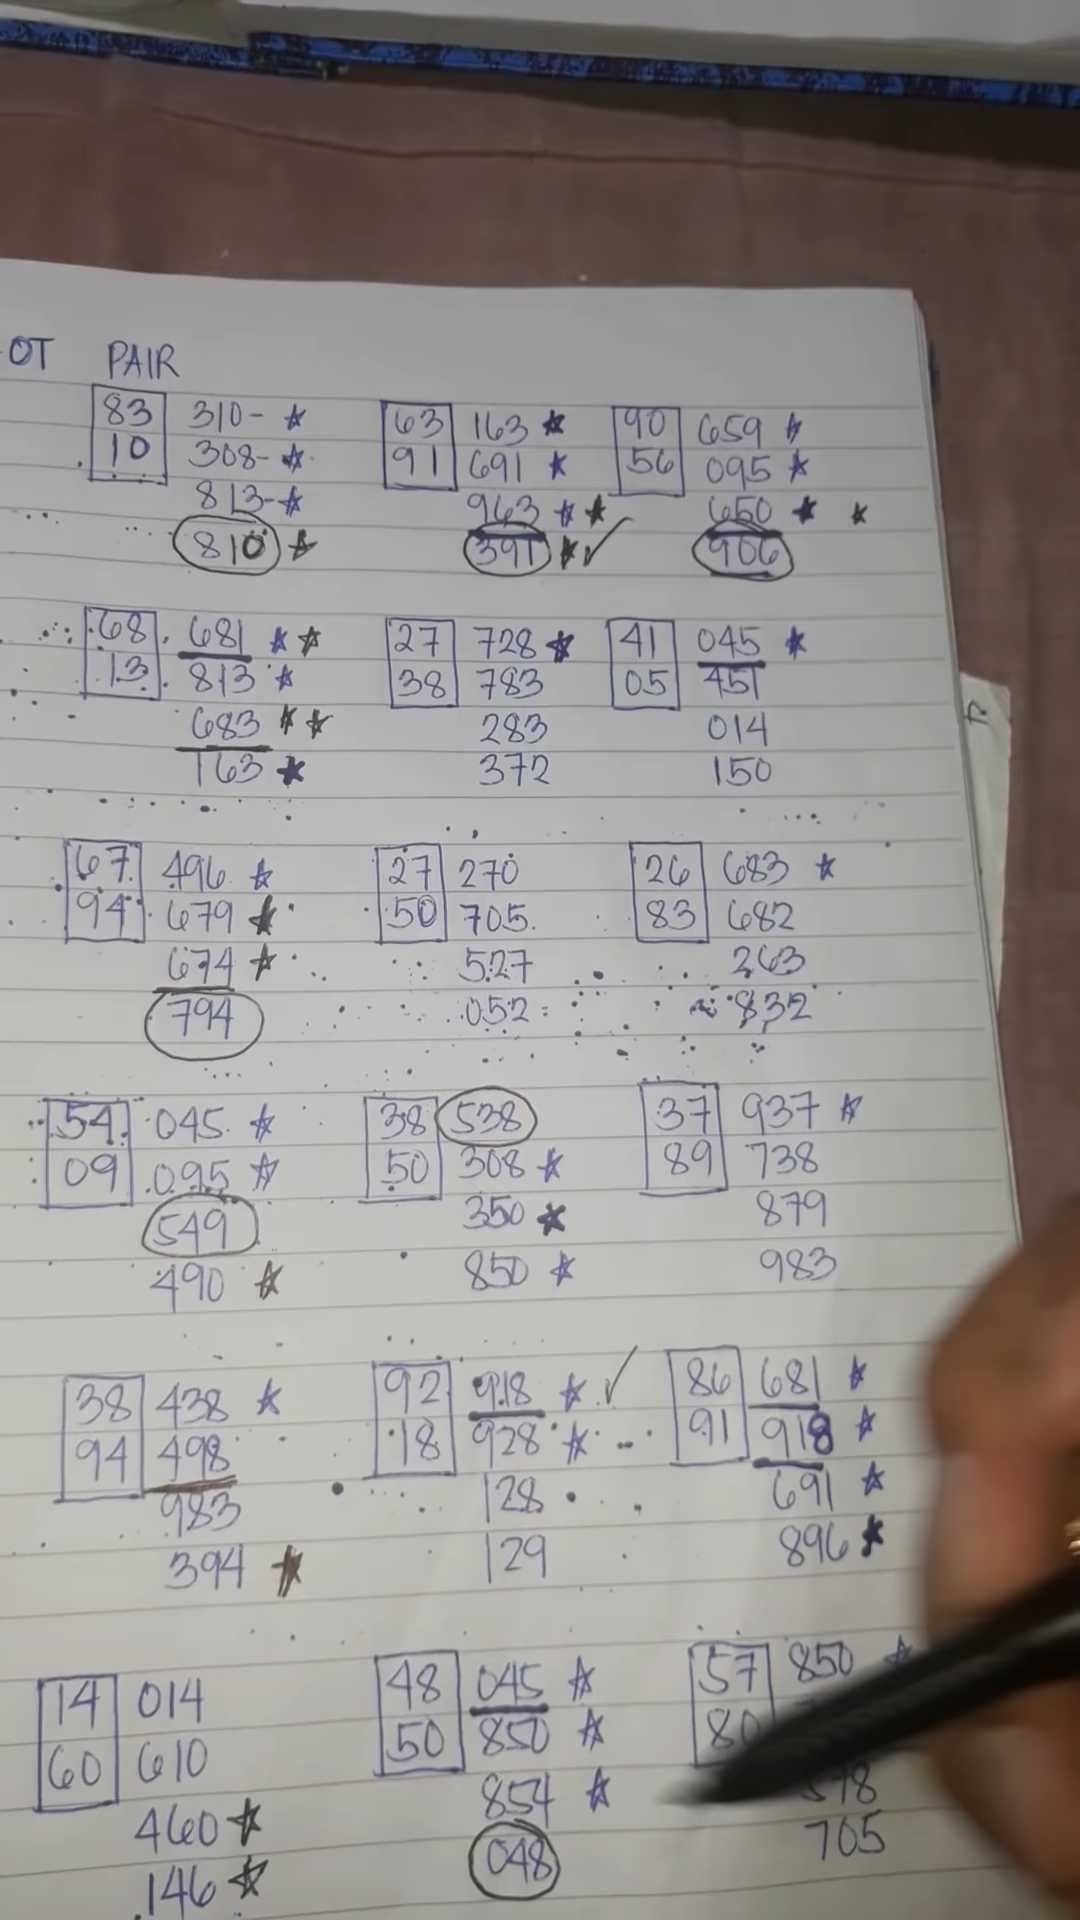 OT PAIR
83 310- ☆ 63 163 ★ 90 659 ☆
10 308- ☆ 91 691 ☆ 56 095 ☆
813- ☆ 963 ☆ ★ 650 ★ ★
810 ☆ 391 ★ ✓ 906
68 681 ☆ ☆ 27 728 ★ 41 045 ☆
13 813 ☆ 38 783 05 451
683 ☆ ☆ 283 014
163 ★ 372 150
67 496 ☆ 27 270 26 683 ☆
94 679 ★ 50 705 83 682
674 ☆ 527 263
794 052 832
54 045 ☆ 38 538 37 937 ☆
09 095 ☆ 50 308 ☆ 89 738
549 350 ★ 879
490 ☆ 850 ☆ 983
38 438 ☆ 92 918 ☆ ✓ 86 681 ☆
94 498 18 928 ☆ 91 918 ☆
983 128 691 ☆
394 ☆ 129 896 ★
14 014 48 045 ☆ 57 850 ☆
60 610 50 850 ☆ 80
460 ☆ 854 ☆ 578
146 ☆ 048 705